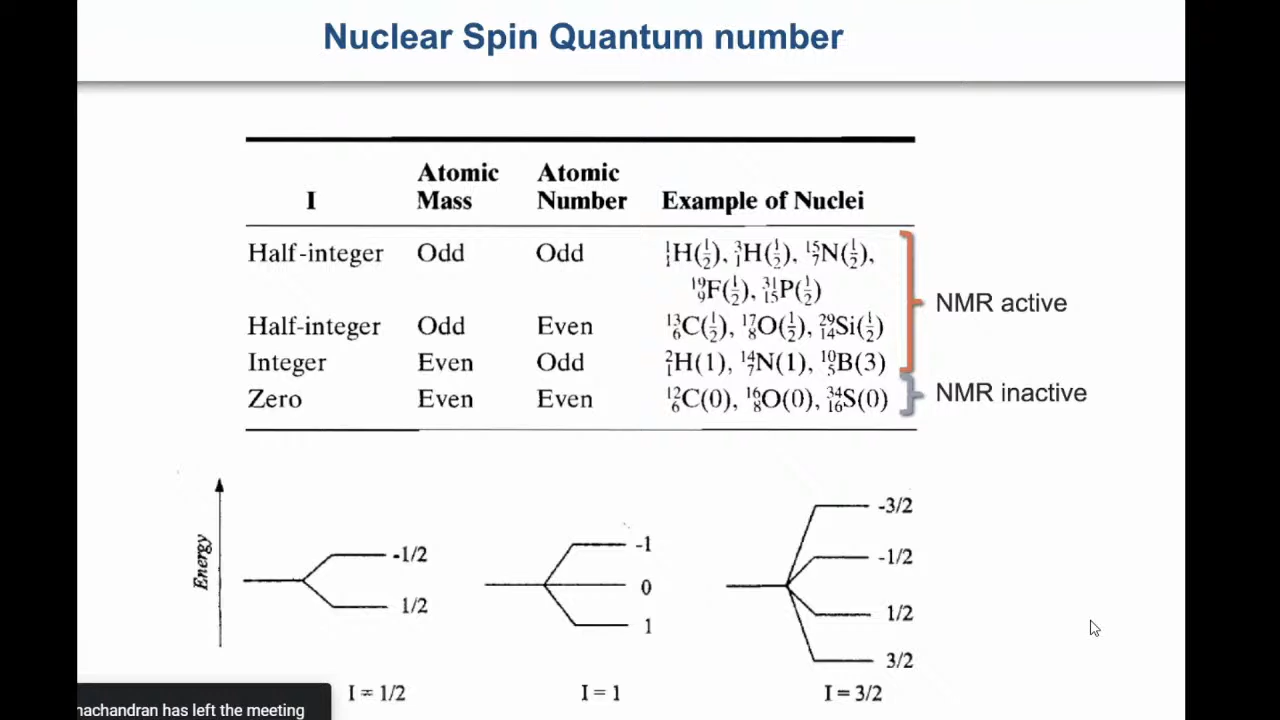 Nuclear Spin Quantum number
I Atomic Mass Atomic Number Example of Nuclei
Half-integer Odd Odd ¹₁H(½), ³₁H(½), ¹⁵₇N(½),
¹⁹₉F(½), ³¹₁₅P(½)
Half-integer Odd Even ¹³₆C(½), ¹⁷₈O(½), ²⁹₁₄Si(½)
Integer Even Odd ²₁H(1), ¹⁴₇N(1), ¹⁰₅B(3)
Zero Even Even ¹²₆C(0), ¹⁶₈O(0), ³⁴₁₆S(0)
NMR active
NMR inactive
Energy
-1/2
1/2
I = 1/2
-1
0
1
I = 1
-3/2
-1/2
1/2
3/2
I = 3/2
has left the meeting